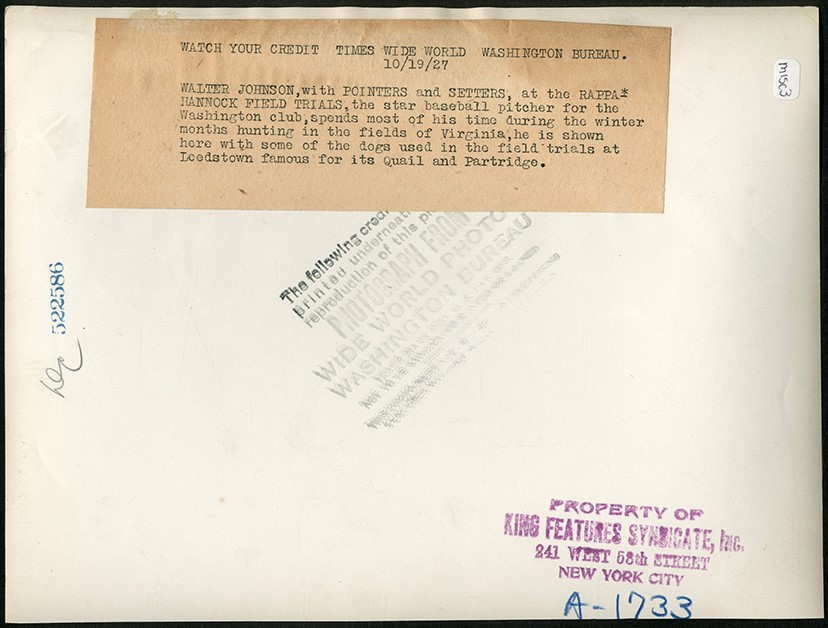 WATCH YOUR CREDIT TIMES WIDE WORLD WASHINGTON BUREAU.
10/19/27
WALTER JOHNSON,with POINTERS and SETTERS, at the RAPPA*
HANNOCK FIELD TRIALS,the star baseball pitcher for the
Washington club,spends most of his time during the winter
months hunting in the fields of Virginia,he is shown
here with some of the dogs used in the field trials at
Leedstown famous for its Quail and Partridge.
misc3
The following
printed
reproduction of this
PHOTOGRAPH FROM
WIDE WORLD PHOTO
WASHINGTON BUREAU
522586
PROPERTY OF
KING FEATURES SYNDICATE, Inc.
241 WEST 58th STREET
NEW YORK CITY
A-1733